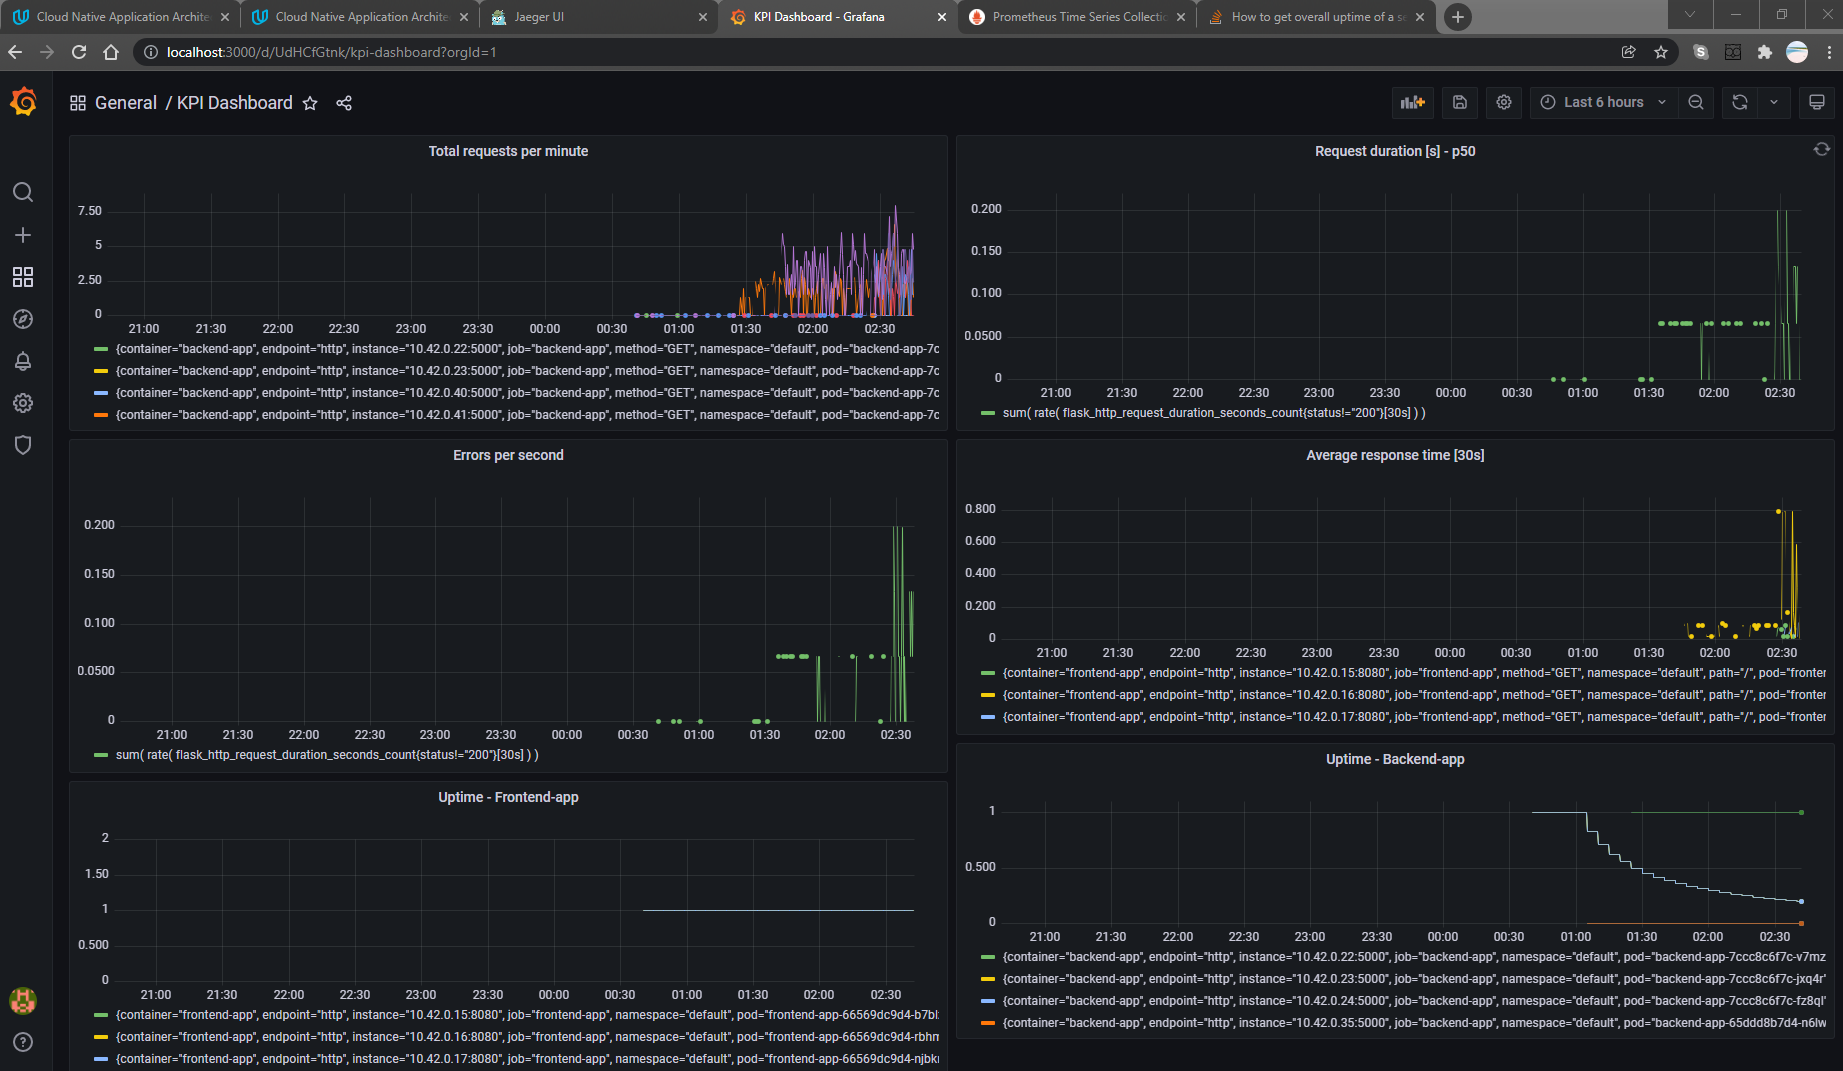 Cloud Native Application Archite
Cloud Native Application Archite
Jaeger UI
KPI Dashboard - Grafana
Prometheus Time Series Collectic
How to get overall uptime of a se
localhost:3000/d/UdHCfGtnk/kpi-dashboard?orgId=1
General / KPI Dashboard
Last 6 hours
Total requests per minute
7.50
5
2.50
0
21:00 21:30 22:00 22:30 23:00 23:30 00:00 00:30 01:00 01:30 02:00 02:30
{container="backend-app", endpoint="http", instance="10.42.0.22:5000", job="backend-app", method="GET", namespace="default", pod="backend-app-7c
{container="backend-app", endpoint="http", instance="10.42.0.23:5000", job="backend-app", method="GET", namespace="default", pod="backend-app-7c
{container="backend-app", endpoint="http", instance="10.42.0.40:5000", job="backend-app", method="GET", namespace="default", pod="backend-app-7c
{container="backend-app", endpoint="http", instance="10.42.0.41:5000", job="backend-app", method="GET", namespace="default", pod="backend-app-7c
Request duration [s] - p50
0.200
0.150
0.100
0.0500
0
21:00 21:30 22:00 22:30 23:00 23:30 00:00 00:30 01:00 01:30 02:00 02:30
sum( rate( flask_http_request_duration_seconds_count{status!="200"}[30s] ) )
Errors per second
0.200
0.150
0.100
0.0500
0
21:00 21:30 22:00 22:30 23:00 23:30 00:00 00:30 01:00 01:30 02:00 02:30
sum( rate( flask_http_request_duration_seconds_count{status!="200"}[30s] ) )
Average response time [30s]
0.800
0.600
0.400
0.200
0
21:00 21:30 22:00 22:30 23:00 23:30 00:00 00:30 01:00 01:30 02:00 02:30
{container="frontend-app", endpoint="http", instance="10.42.0.15:8080", job="frontend-app", method="GET", namespace="default", path="/", pod="fronter
{container="frontend-app", endpoint="http", instance="10.42.0.16:8080", job="frontend-app", method="GET", namespace="default", path="/", pod="fronter
{container="frontend-app", endpoint="http", instance="10.42.0.17:8080", job="frontend-app", method="GET", namespace="default", path="/", pod="fronter
Uptime - Frontend-app
2
1.50
1
0.500
0
21:00 21:30 22:00 22:30 23:00 23:30 00:00 00:30 01:00 01:30 02:00 02:30
{container="frontend-app", endpoint="http", instance="10.42.0.15:8080", job="frontend-app", namespace="default", pod="frontend-app-66569dc9d4-b7bl
{container="frontend-app", endpoint="http", instance="10.42.0.16:8080", job="frontend-app", namespace="default", pod="frontend-app-66569dc9d4-rbhm
{container="frontend-app", endpoint="http", instance="10.42.0.17:8080", job="frontend-app", namespace="default", pod="frontend-app-66569dc9d4-njbkr
Uptime - Backend-app
1
0.500
0
21:00 21:30 22:00 22:30 23:00 23:30 00:00 00:30 01:00 01:30 02:00 02:30
{container="backend-app", endpoint="http", instance="10.42.0.22:5000", job="backend-app", namespace="default", pod="backend-app-7ccc8c6f7c-v7mz
{container="backend-app", endpoint="http", instance="10.42.0.23:5000", job="backend-app", namespace="default", pod="backend-app-7ccc8c6f7c-jxq4r"
{container="backend-app", endpoint="http", instance="10.42.0.24:5000", job="backend-app", namespace="default", pod="backend-app-7ccc8c6f7c-fz8ql"
{container="backend-app", endpoint="http", instance="10.42.0.35:5000", job="backend-app", namespace="default", pod="backend-app-65ddd8b7d4-n6lw